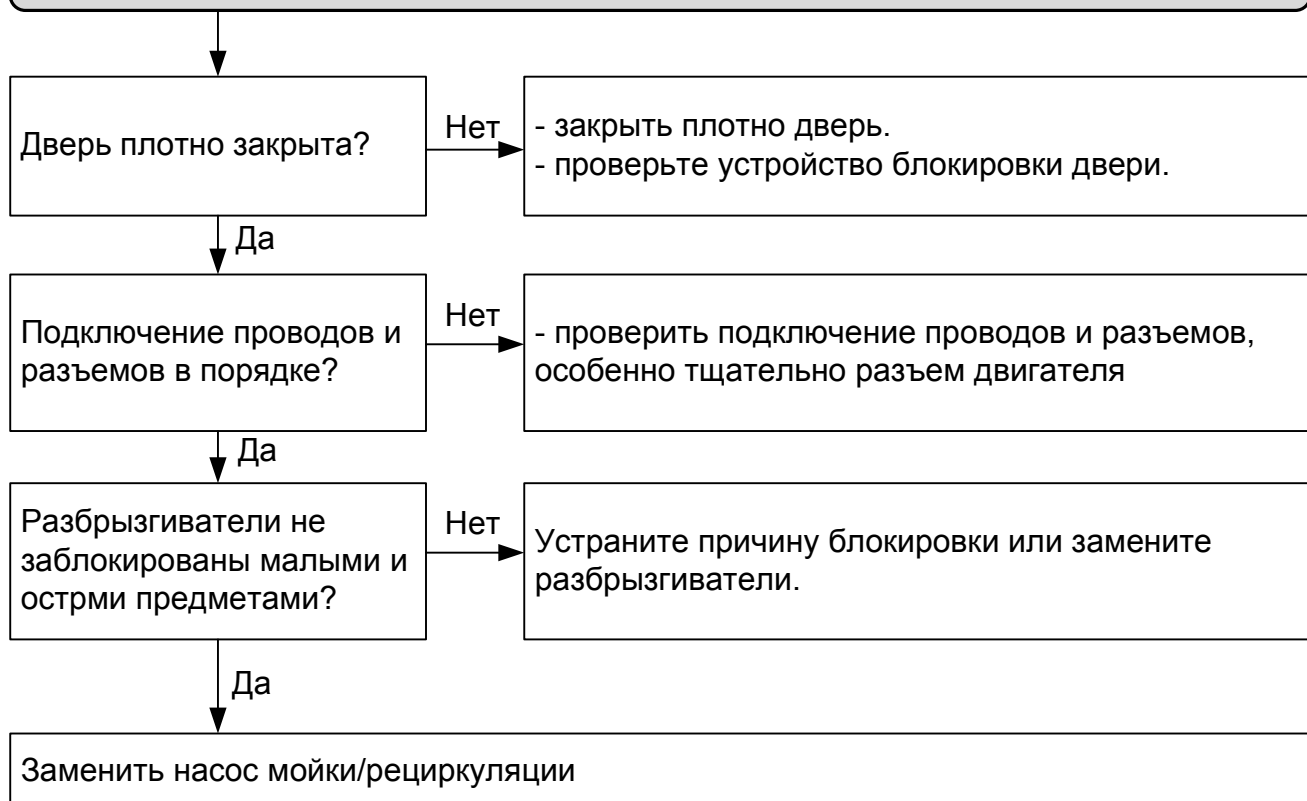 Дверь плотно закрыта?
Нет
- закрыть плотно дверь.
- проверьте устройство блокировки двери.
Да
Подключение проводов и
разъемов в порядке?
Нет
- проверить подключение проводов и разъемов,
особенно тщательно разъем двигателя
Да
Разбрызгиватели не
заблокированы малыми и
острми предметами?
Нет
Устраните причину блокировки или замените
разбрызгиватели.
Да
Заменить насос мойки/рециркуляции